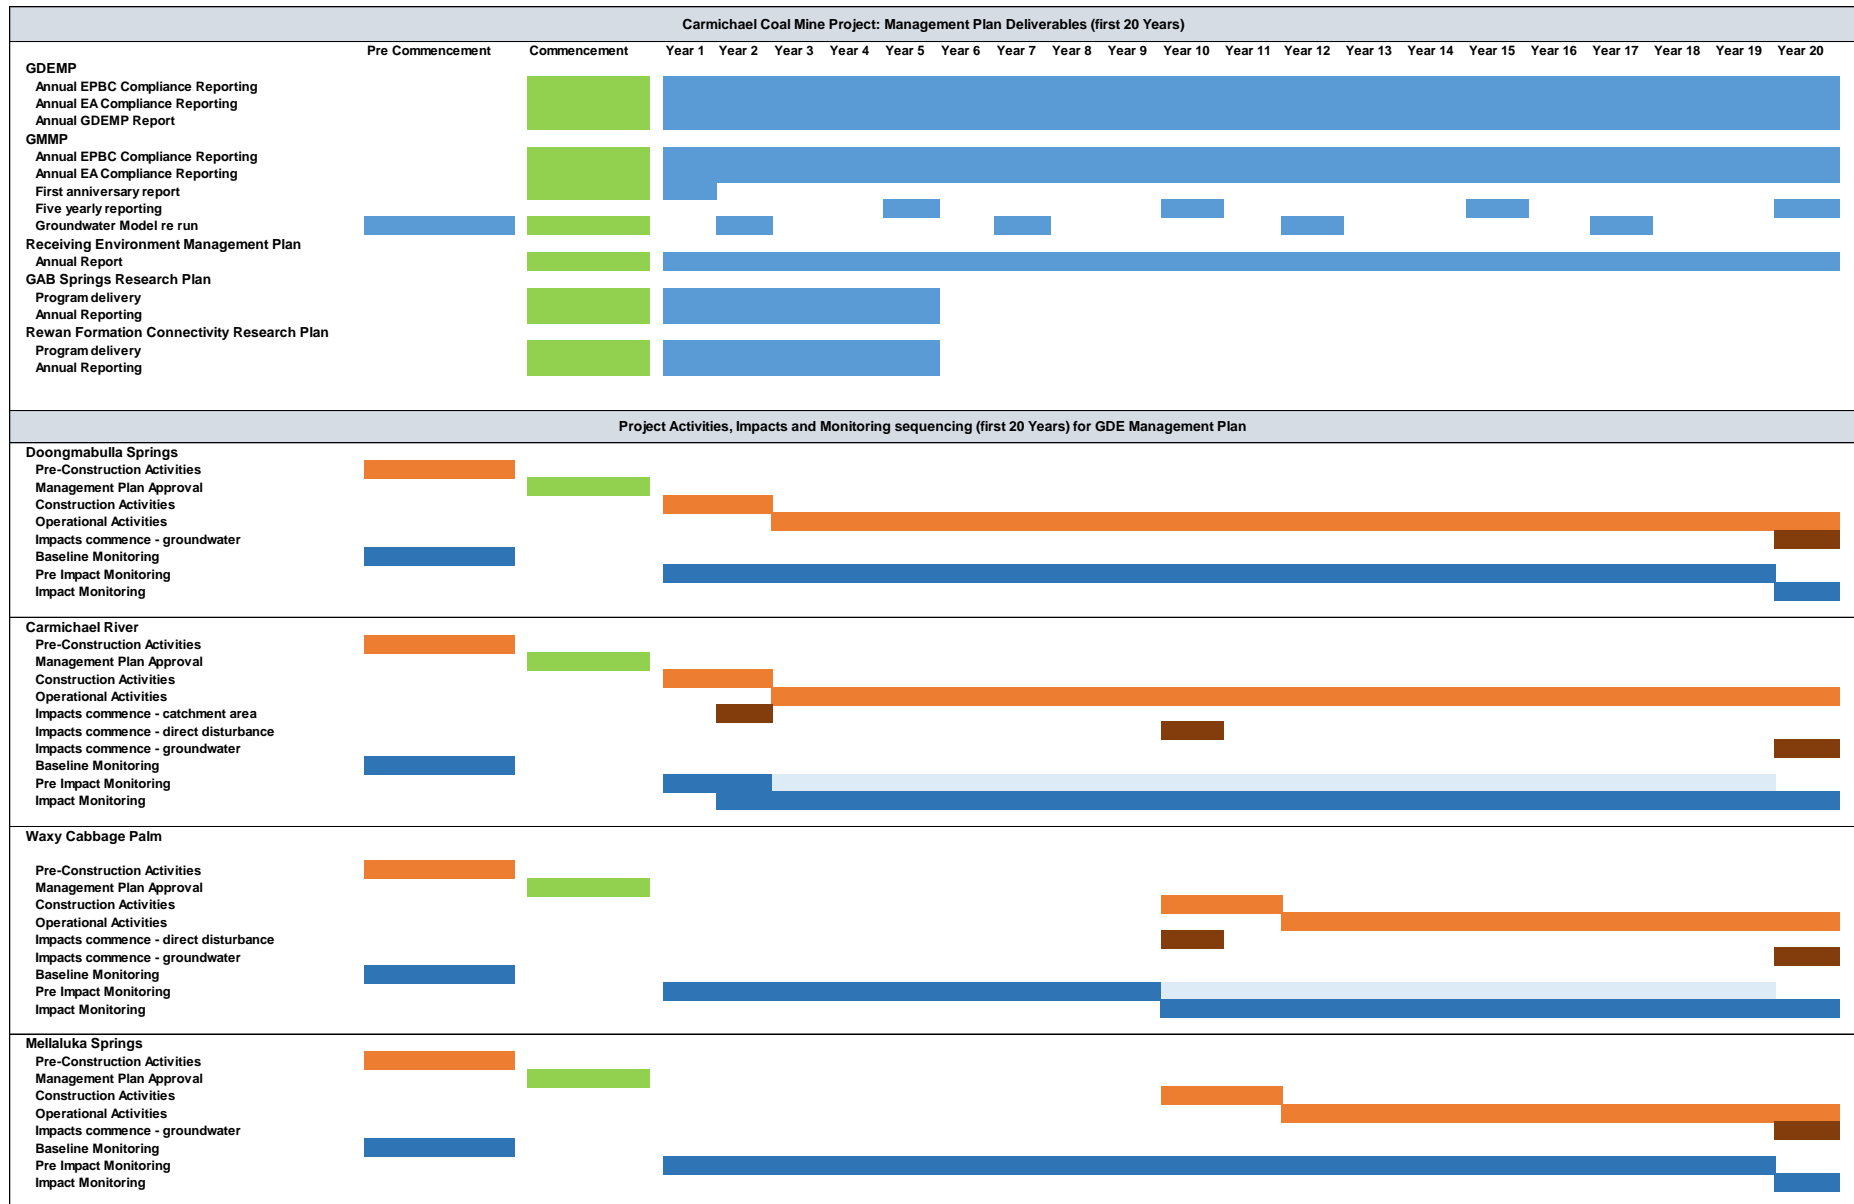 Carmichael Coal Mine Project: Management Plan Deliverables (first 20 Years)
Pre Commencement Commencement Year 1 Year 2 Year 3 Year 4 Year 5 Year 6 Year 7 Year 8 Year 9 Year 10 Year 11 Year 12 Year 13 Year 14 Year 15 Year 16 Year 17 Year 18 Year 19 Year 20
GDEMP
Annual EPBC Compliance Reporting
Annual EA Compliance Reporting
Annual GDEMP Report
GMMP
Annual EPBC Compliance Reporting
Annual EA Compliance Reporting
First anniversary report
Five yearly reporting
Groundwater Model re run
Receiving Environment Management Plan
Annual Report
GAB Springs Research Plan
Program delivery
Annual Reporting
Rewan Formation Connectivity Research Plan
Program delivery
Annual Reporting
Project Activities, Impacts and Monitoring sequencing (first 20 Years) for GDE Management Plan
Doongmabulla Springs
Pre-Construction Activities
Management Plan Approval
Construction Activities
Operational Activities
Impacts commence - groundwater
Baseline Monitoring
Pre Impact Monitoring
Impact Monitoring
Carmichael River
Pre-Construction Activities
Management Plan Approval
Construction Activities
Operational Activities
Impacts commence - catchment area
Impacts commence - direct disturbance
Impacts commence - groundwater
Baseline Monitoring
Pre Impact Monitoring
Impact Monitoring
Waxy Cabbage Palm
Pre-Construction Activities
Management Plan Approval
Construction Activities
Operational Activities
Impacts commence - direct disturbance
Impacts commence - groundwater
Baseline Monitoring
Pre Impact Monitoring
Impact Monitoring
Mellaluka Springs
Pre-Construction Activities
Management Plan Approval
Construction Activities
Operational Activities
Impacts commence - groundwater
Baseline Monitoring
Pre Impact Monitoring
Impact Monitoring